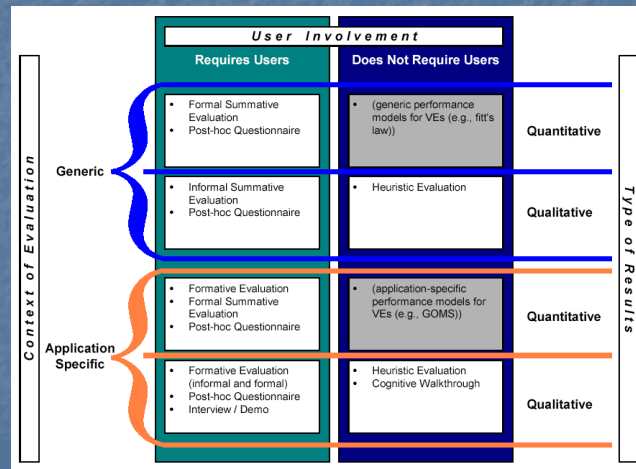 User Involvement
Requires Users
Does Not Require Users
Context of Evaluation
Type of Results
Generic
• Formal Summative
Evaluation
• Post-hoc Questionnaire
• (generic performance
models for VEs (e.g., fitt's
law))
Quantitative
• Informal Summative
Evaluation
• Post-hoc Questionnaire
• Heuristic Evaluation
Qualitative
Application
Specific
• Formative Evaluation
• Formal Summative
Evaluation
• Post-hoc Questionnaire
• (application-specific
performance models for
VEs (e.g., GOMS))
Quantitative
• Formative Evaluation
(informal and formal)
• Post-hoc Questionnaire
• Interview / Demo
• Heuristic Evaluation
• Cognitive Walkthrough
Qualitative